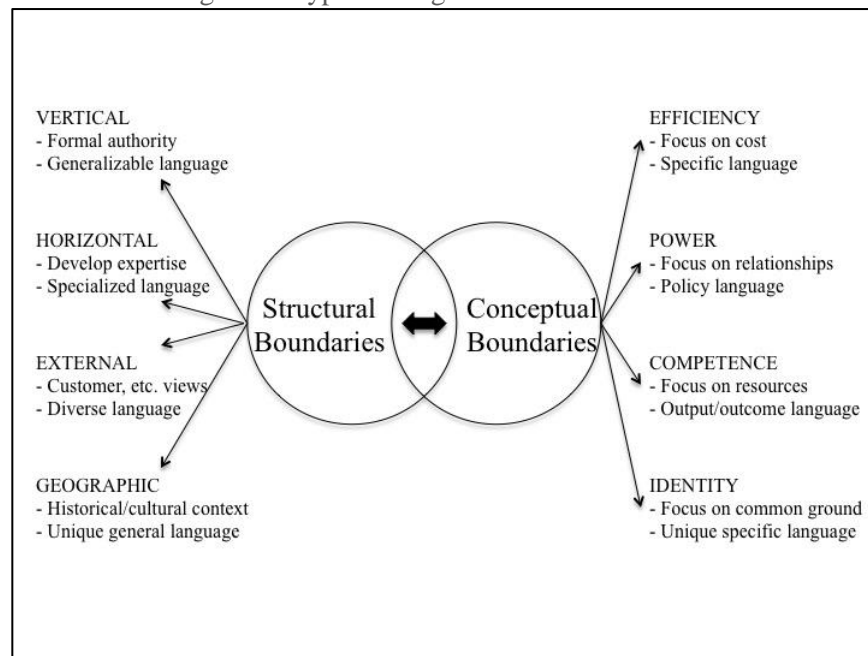 VERTICAL
- Formal authority
- Generalizable language
HORIZONTAL
- Develop expertise
- Specialized language
EXTERNAL
- Customer, etc. views
- Diverse language
GEOGRAPHIC
- Historical/cultural context
- Unique general language
Structural
Boundaries
Conceptual
Boundaries
EFFICIENCY
- Focus on cost
- Specific language
POWER
- Focus on relationships
- Policy language
COMPETENCE
- Focus on resources
- Output/outcome language
IDENTITY
- Focus on common ground
- Unique specific language